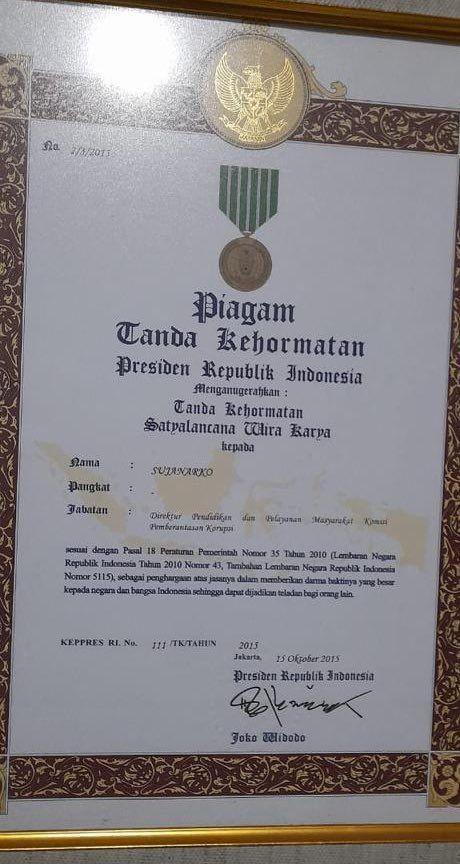 No. 2/3/2015
Piagam
Tanda Kehormatan
Presiden Republik Indonesia
Menganugerahkan :
Tanda Kehormatan
Satyalancana Wira Karya
kepada
Nama : SUJANARKO
Pangkat : -
Jabatan : Direktur Pendidikan dan Pelayanan Masyarakat Komisi
Pemberantasan Korupsi
sesuai dengan Pasal 18 Peraturan Pemerintah Nomor 35 Tahun 2010 (Lembaran Negara
Republik Indonesia Tahun 2010 Nomor 43, Tambahan Lembaran Negara Republik Indonesia
Nomor 5115), sebagai penghargaan atas jasanya dalam memberikan darma baktinya yang besar
kepada negara dan bangsa Indonesia sehingga dapat dijadikan teladan bagi orang lain.
KEPPRES RI. No. 111 /TK/TAHUN 2015
Jakarta, 15 Oktober 2015
Presiden Republik Indonesia
Joko Widodo